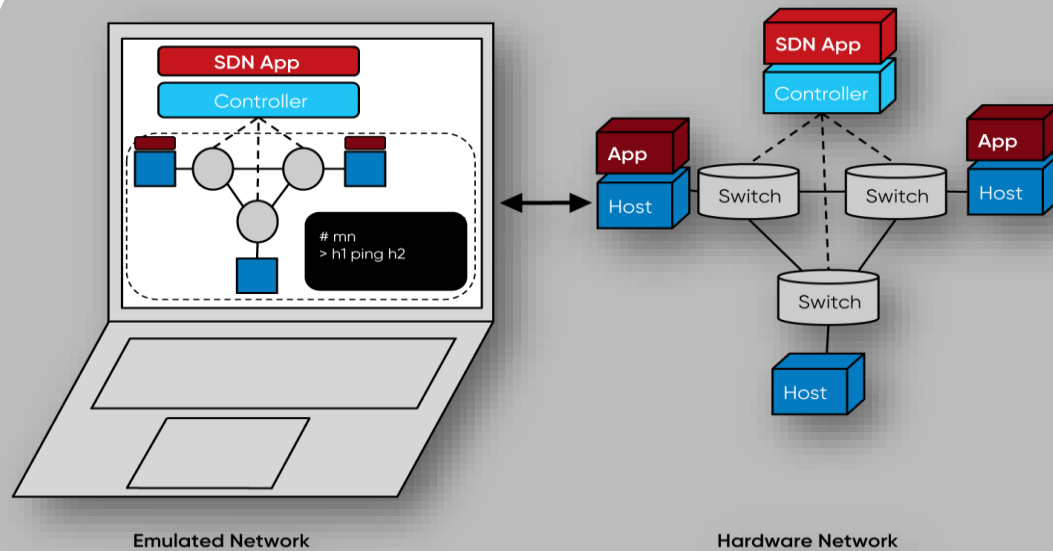 SDN App
Controller
# mn
> h1 ping h2
Emulated Network
SDN App
Controller
App
Host
Switch
Switch
App
Host
Switch
Host
Hardware Network